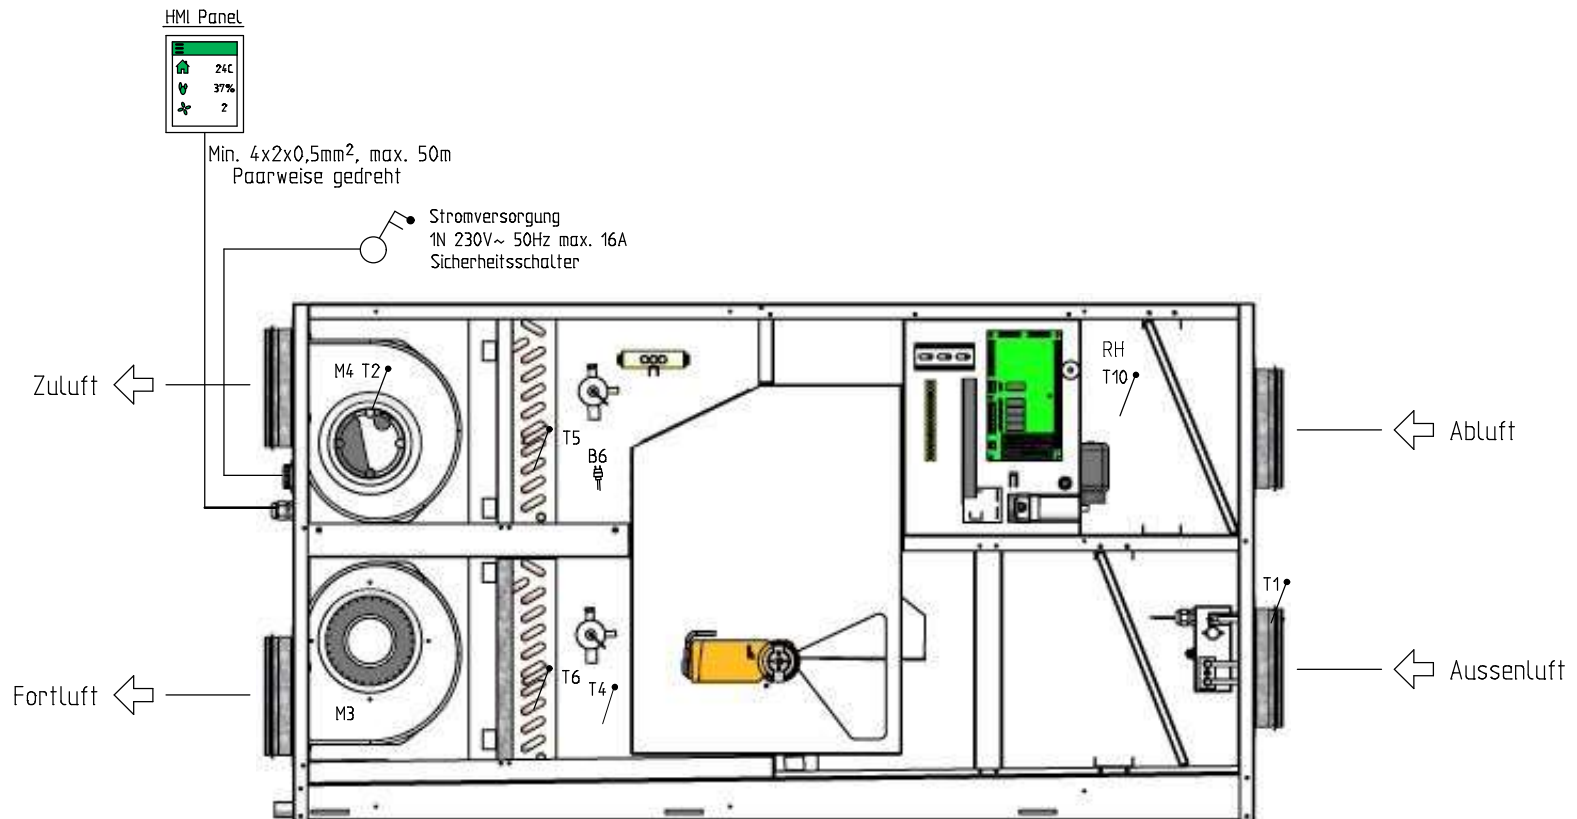 HMI Panel
24C
37%
2
Min. 4x2x0,5mm², max. 50m
Paarweise gedreht
Stromversorgung
1N 230V~ 50Hz max. 16A
Sicherheitsschalter
Zuluft
M4 T2
T5
B6
RH
T10
Abluft
T1
Fortluft
M3
T6
T4
Aussenluft